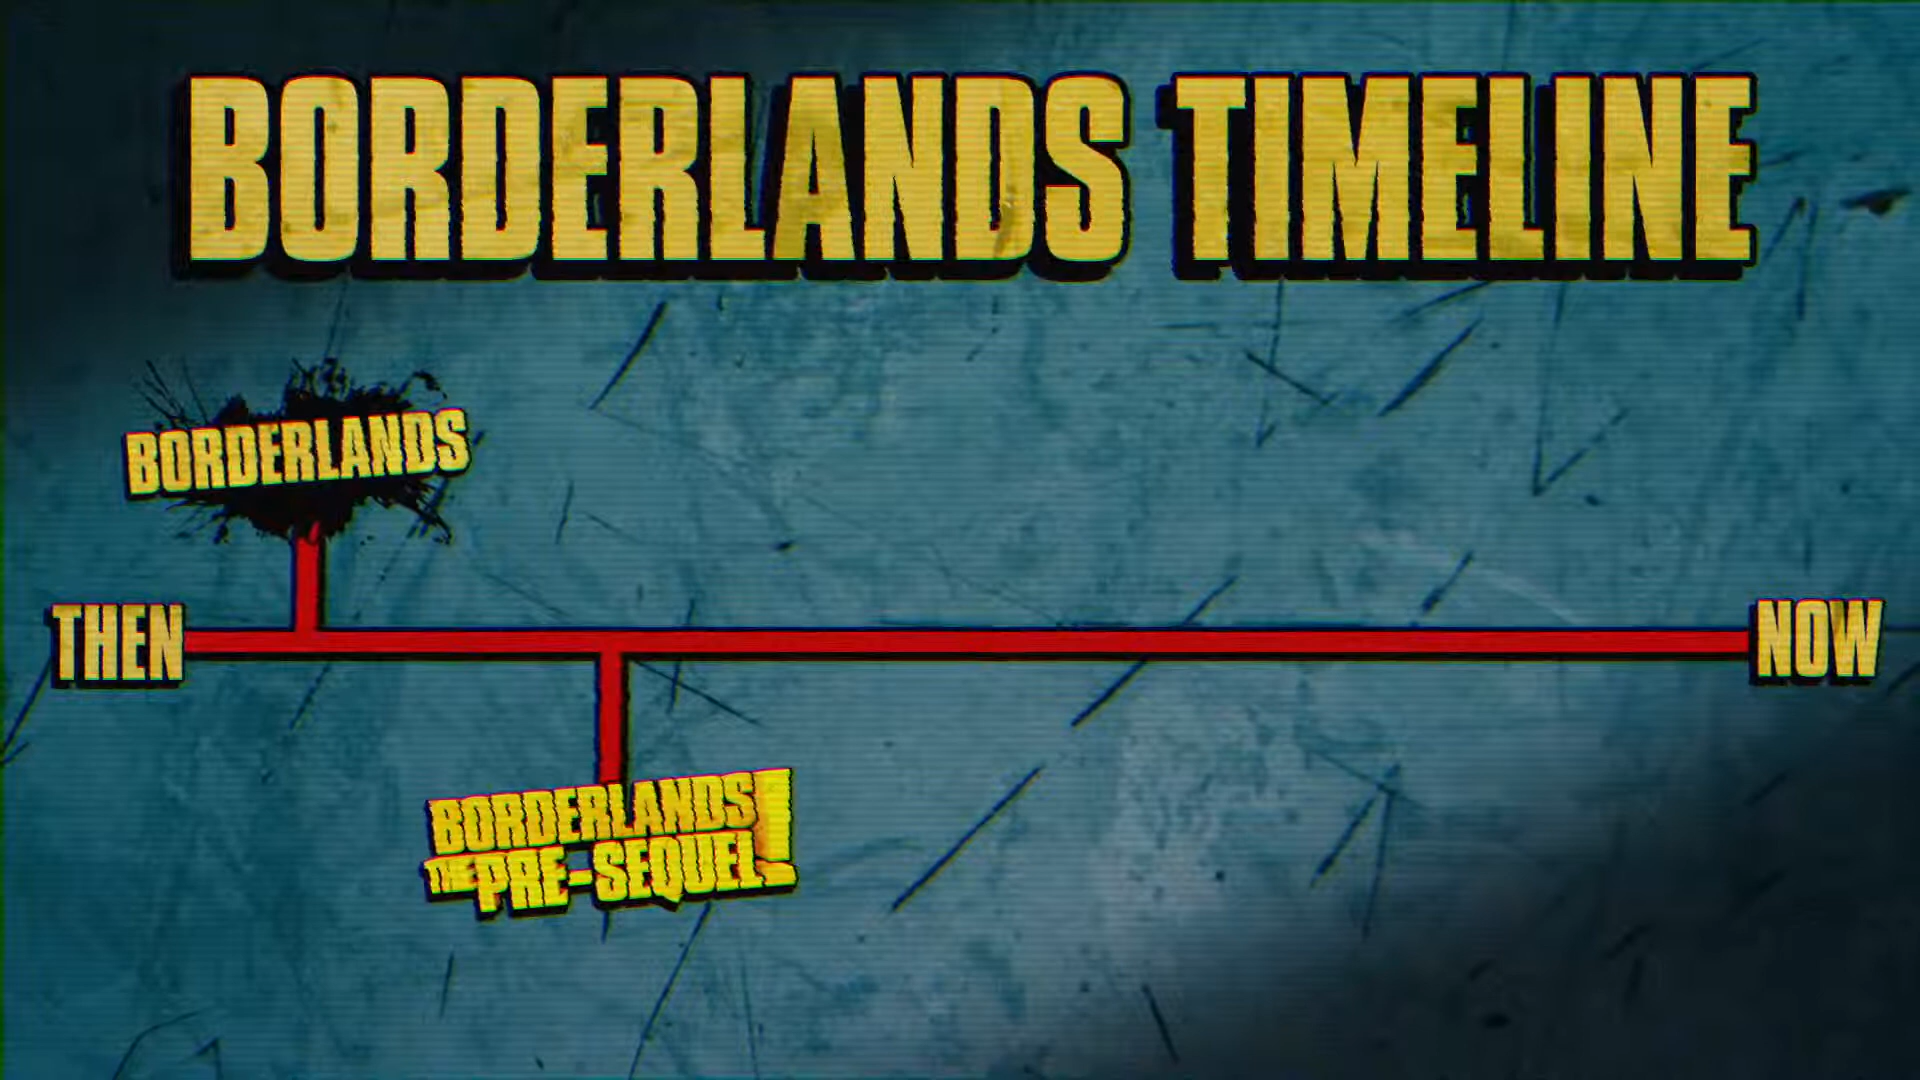 BORDERLANDS TIMELINE
BORDERLANDS
THEN
NOW
BORDERLANDS
THE PRE-SEQUEL!